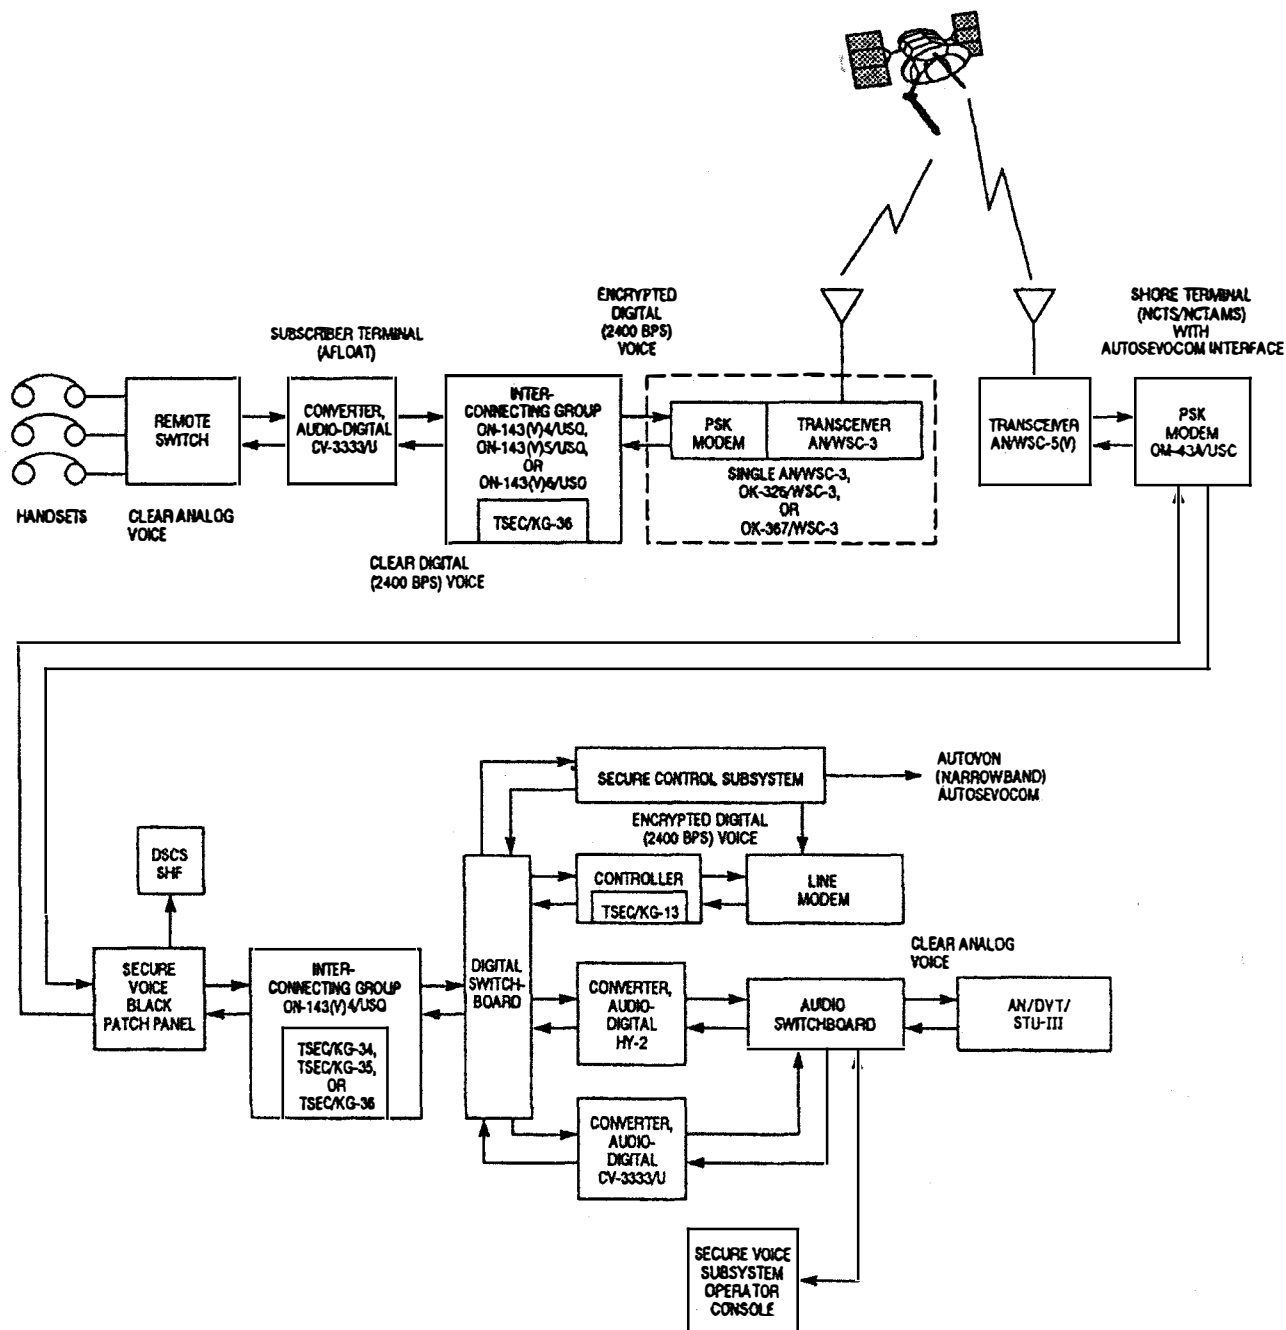 ENCRYPTED
DIGITAL
(2400 BPS)
VOICE
SHORE TERMINAL
(NCTS/NCTAMS)
WITH
AUTOSEVOCOM INTERFACE
SUBSCRIBER TERMINAL
(AFLOAT)
REMOTE
SWITCH
CONVERTER,
AUDIO-DIGITAL
CV-3333/U
INTER-
CONNECTING GROUP
ON-143(V)4/USQ,
ON-143(V)5/USQ,
OR
ON-143(V)6/USQ
TSEC/KG-36
PSK
MODEM
TRANSCEIVER
AN/WSC-3
SINGLE AN/WSC-3,
OK-326/WSC-3,
OR
OK-367/WSC-3
TRANSCEIVER
AN/WSC-5(V)
PSK
MODEM
OM-43A/USC
HANDSETS
CLEAR ANALOG
VOICE
CLEAR DIGITAL
(2400 BPS) VOICE
SECURE CONTROL SUBSYSTEM
AUTOVON
(NARROWBAND)
AUTOSEVOCOM
ENCRYPTED DIGITAL
(2400 BPS) VOICE
DSCS
SHF
CONTROLLER
TSEC/KG-13
LINE
MODEM
SECURE
VOICE
BLACK
PATCH PANEL
INTER-
CONNECTING GROUP
ON-143(V)4/USQ
TSEC/KG-34,
TSEC/KG-35,
OR
TSEC/KG-36
DIGITAL
SWITCH-
BOARD
CONVERTER,
AUDIO-
DIGITAL
HY-2
AUDIO
SWITCHBOARD
CLEAR ANALOG
VOICE
AN/DVT/
STU-III
CONVERTER,
AUDIO-
DIGITAL
CV-3333/U
SECURE VOICE
SUBSYSTEM
OPERATOR
CONSOLE